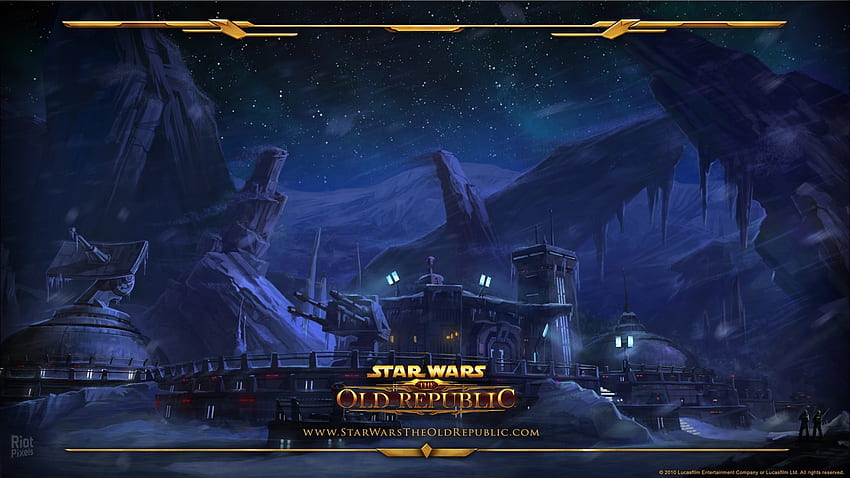 STAR WARS
THE
OLD REPUBLIC
WWW.STARWARSTHEOLDREPUBLIC.COM
Riot
Pixels
© 2010 Lucasfilm Entertainment Company or Lucasfilm Ltd. All rights reserved.